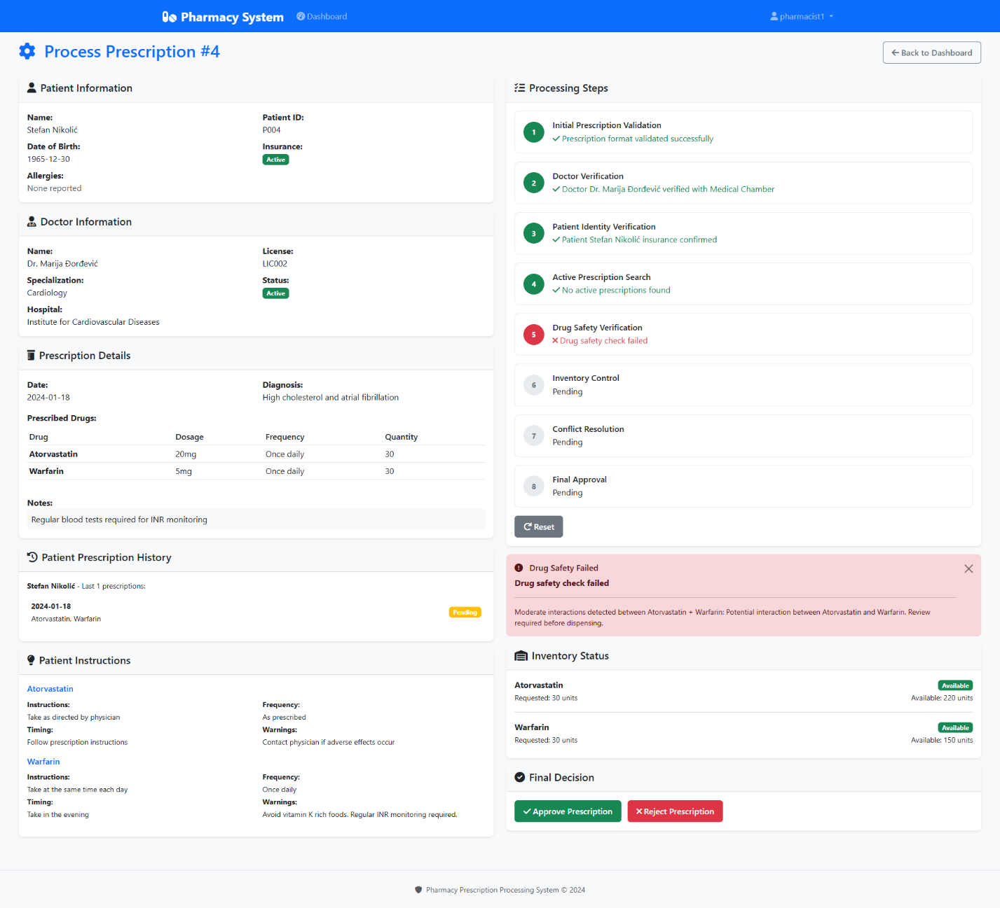 Pharmacy System
Dashboard
pharmacist1
Process Prescription #4
Back to Dashboard
Patient Information
Name:
Stefan Nikolić
Patient ID:
P004
Date of Birth:
1965-12-30
Insurance:
Active
Allergies:
None reported
Doctor Information
Name:
Dr. Marija Đorđević
License:
LIC002
Specialization:
Cardiology
Status:
Active
Hospital:
Institute for Cardiovascular Diseases
Prescription Details
Date:
2024-01-18
Diagnosis:
High cholesterol and atrial fibrillation
Prescribed Drugs:
Drug Dosage Frequency Quantity
Atorvastatin 20mg Once daily 30
Warfarin 5mg Once daily 30
Notes:
Regular blood tests required for INR monitoring
Patient Prescription History
Stefan Nikolić - Last 1 prescriptions:
2024-01-18
Atorvastatin, Warfarin
Pending
Patient Instructions
Atorvastatin
Instructions:
Take as directed by physician
Frequency:
As prescribed
Timing:
Follow prescription instructions
Warnings:
Contact physician if adverse effects occur
Warfarin
Instructions:
Take at the same time each day
Frequency:
Once daily
Timing:
Take in the evening
Warnings:
Avoid vitamin K rich foods. Regular INR monitoring required.
Processing Steps
1
Initial Prescription Validation
Prescription format validated successfully
2
Doctor Verification
Doctor Dr. Marija Đorđević verified with Medical Chamber
3
Patient Identity Verification
Patient Stefan Nikolić insurance confirmed
4
Active Prescription Search
No active prescriptions found
5
Drug Safety Verification
Drug safety check failed
6
Inventory Control
Pending
7
Conflict Resolution
Pending
8
Final Approval
Pending
Reset
Drug Safety Failed
Drug safety check failed
Moderate interactions detected between Atorvastatin + Warfarin: Potential interaction between Atorvastatin and Warfarin. Review
required before dispensing.
Inventory Status
Atorvastatin
Available
Requested: 30 units
Available: 220 units
Warfarin
Available
Requested: 30 units
Available: 150 units
Final Decision
Approve Prescription
Reject Prescription
Pharmacy Prescription Processing System © 2024